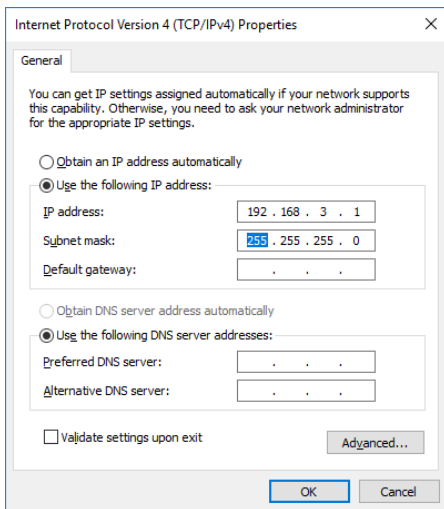 Internet Protocol Version 4 (TCP/IPv4) Properties
General
You can get IP settings assigned automatically if your network supports
this capability. Otherwise, you need to ask your network administrator
for the appropriate IP settings.
Obtain an IP address automatically
Use the following IP address:
IP address: 192 . 168 . 3 . 1
Subnet mask: 255 . 255 . 255 . 0
Default gateway: . . .
Obtain DNS server address automatically
Use the following DNS server addresses:
Preferred DNS server: . . .
Alternative DNS server: . . .
Validate settings upon exit
Advanced...
OK Cancel